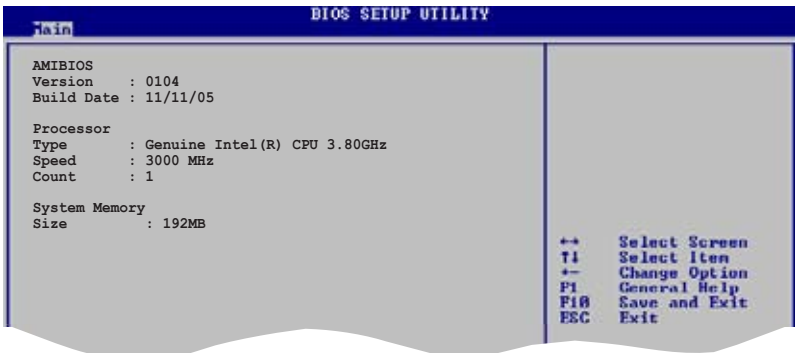 BIOS SETUP UTILITY
Main
AMIBIOS
Version : 0104
Build Date : 11/11/05
Processor
Type : Genuine Intel(R) CPU 3.80GHz
Speed : 3000 MHz
Count : 1
System Memory
Size : 192MB
←→ Select Screen
↑↓ Select Item
+- Change Option
F1 General Help
F10 Save and Exit
ESC Exit